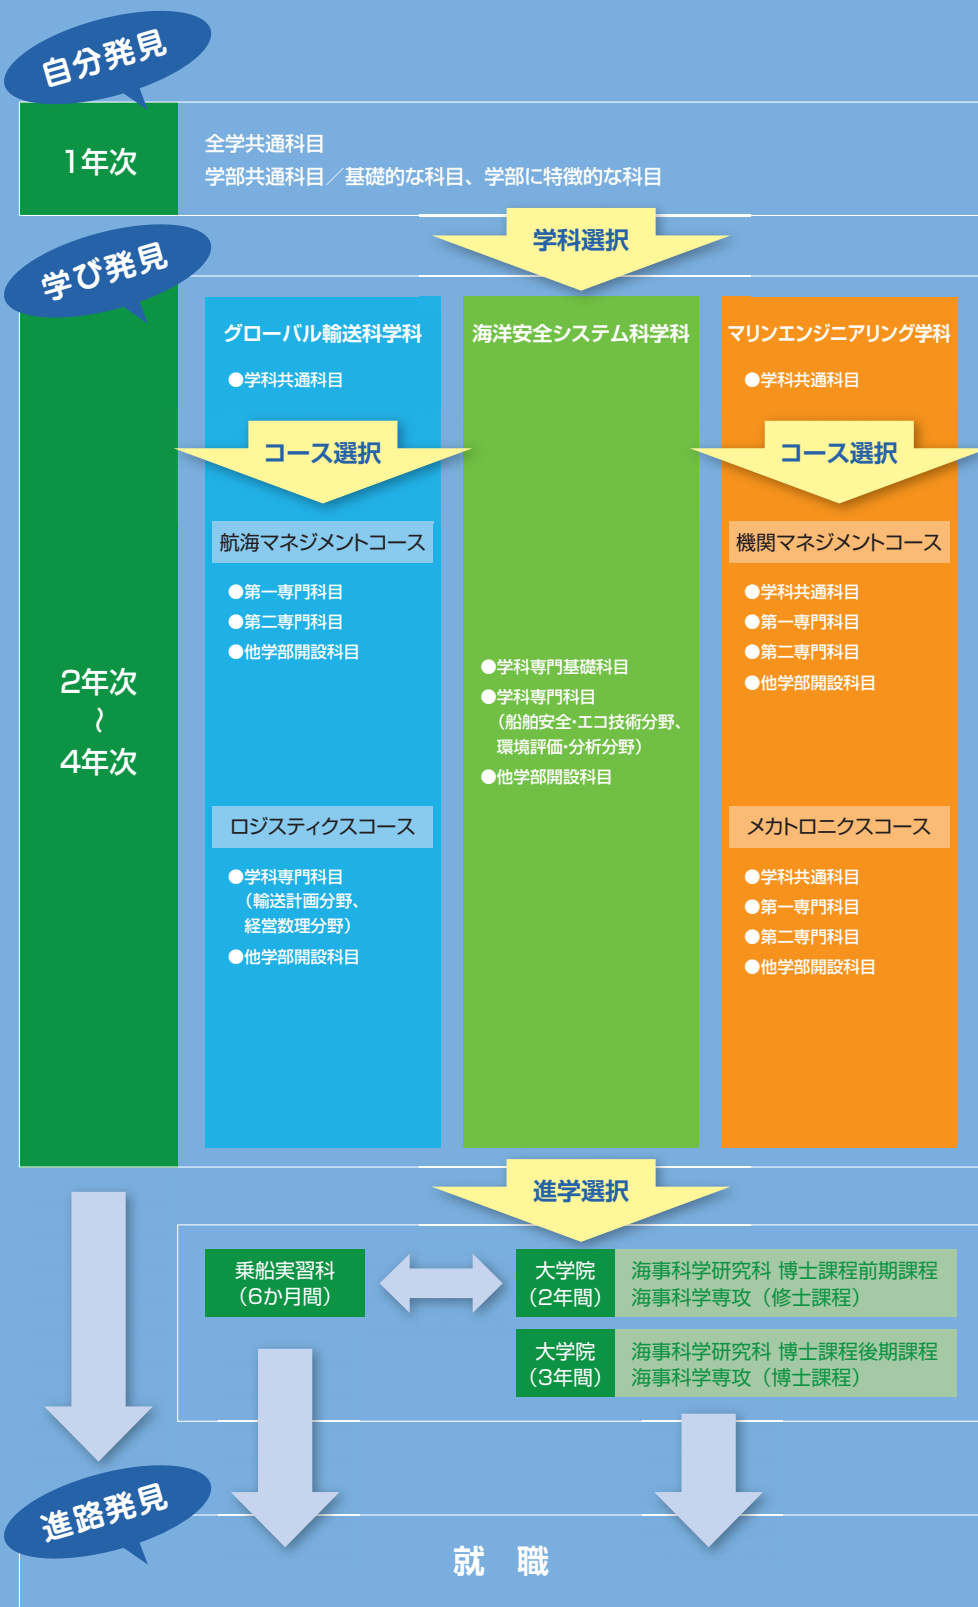 自分発見
1年次
全学共通科目
学部共通科目／基礎的な科目、学部に特徴的な科目
学科選択
学び発見
2年次
〜
4年次
グローバル輸送科学科
●学科共通科目
コース選択
航海マネジメントコース
●第一専門科目
●第二専門科目
●他学部開設科目
ロジスティクスコース
●学科専門科目
（輸送計画分野、
経営数理分野）
●他学部開設科目
海洋安全システム科学科
●学科専門基礎科目
●学科専門科目
（船舶安全・エコ技術分野、
環境評価・分析分野）
●他学部開設科目
マリンエンジニアリング学科
●学科共通科目
コース選択
機関マネジメントコース
●学科共通科目
●第一専門科目
●第二専門科目
●他学部開設科目
メカトロニクスコース
●学科共通科目
●第一専門科目
●第二専門科目
●他学部開設科目
進学選択
乗船実習科
（6か月間）
大学院
（2年間）
海事科学研究科 博士課程前期課程
海事科学専攻（修士課程）
大学院
（3年間）
海事科学研究科 博士課程後期課程
海事科学専攻（博士課程）
進路発見
就　職